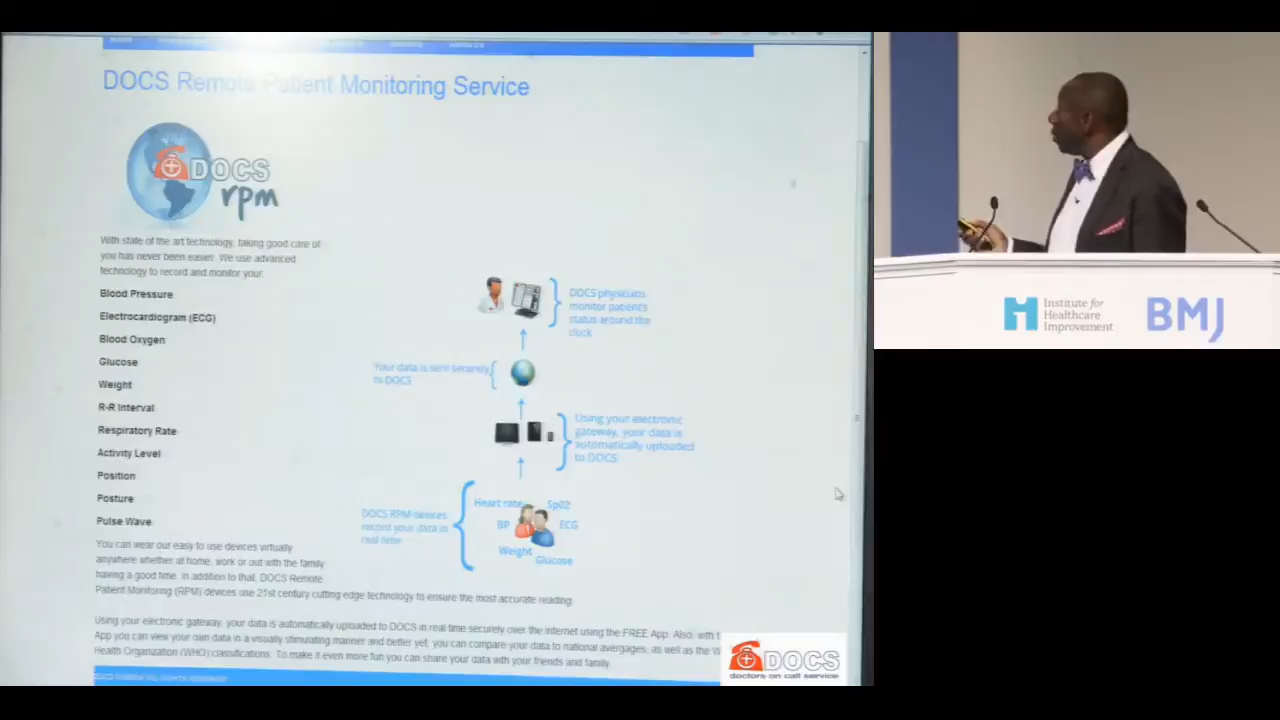 DOCS Remote Patient Monitoring Service
DOCS
rpm
With state of the art technology, taking good care of
you has never been easier. We use advanced
technology to record and monitor your:
Blood Pressure
Electrocardiogram (ECG)
Blood Oxygen
Glucose
Weight
R-R Interval
Respiratory Rate
Activity Level
Position
Posture
Pulse Wave
You can wear our easy to use devices virtually
anywhere whether at home, work or out with the family
having a good time. In addition to that, DOCS Remote
Patient Monitoring (RPM) devices use 21st century cutting edge technology to ensure the most accurate reading.
Using your electronic gateway, your data is automatically uploaded to DOCS in real time securely over the internet using the FREE App. Also, with t
App you can view your own data in a visually stimulating manner and better yet, you can compare your data to national avergages, as well as the W
Health Organization (WHO) classifications. To make it even more fun you can share your data with your friends and family.
DOCS physicians
monitor patient's
status around the
clock
Your data is sent securely
to DOCS
Using your electronic
gateway, your data is
automatically uploaded
to DOCS
DOCS RPM devices
record your data in
real time
Heart rate
Sp02
BP
ECG
Weight
Glucose
DOCS
doctors on call service
Institute for
Healthcare
Improvement
BMJ